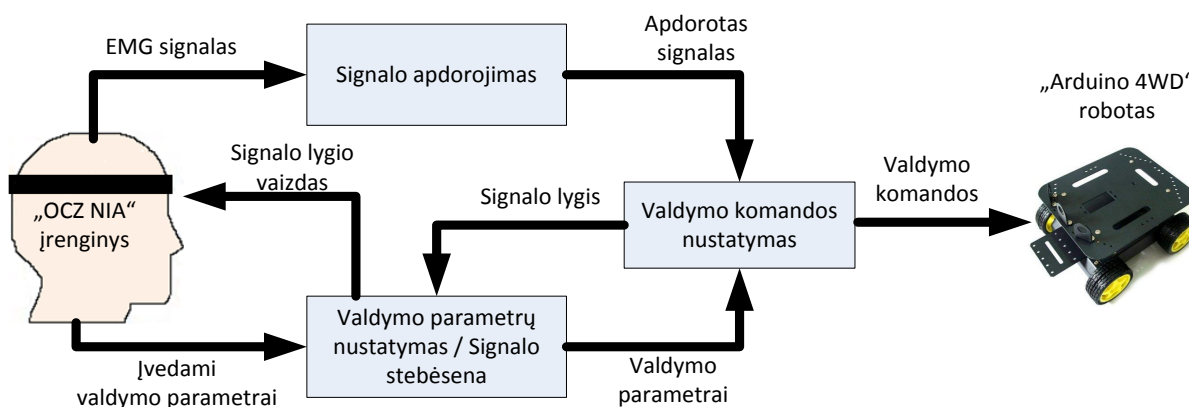 EMG signalas
Signalo apdorojimas
Apdorotas
signalas
„Arduino 4WD“
robotas
Signalo lygio
vaizdas
„OCZ NIA“
įrenginys
Signalo lygis
Valdymo komandos
nustatymas
Valdymo
komandos
Valdymo parametrų
nustatymas / Signalo
stebėsena
Įvedami
valdymo parametrai
Valdymo
parametrai